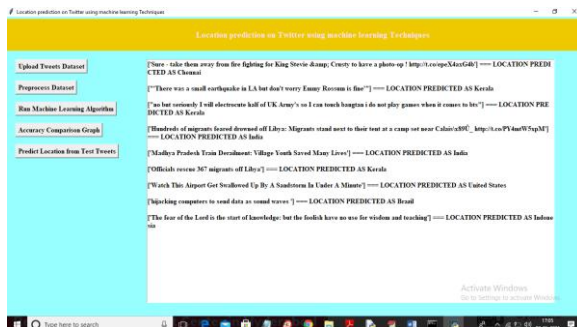 Location prediction on Twitter using machine learning Techniques
Location prediction on Twitter using machine learning Techniques
Upload Tweets Dataset
Preprocess Dataset
Run Machine Learning Algorithm
Accuracy Comparison Graph
Predict Location from Test Tweets
['Sure - take them away from fire fighting for King Stevie &amp; Crusty to have a photo-op ! http://t.co/epeX4axG4b'] === LOCATION PREDI
CTED AS Chennai
['"There was a small earthquake in LA but don't worry Emmy Rossum is fine"'] === LOCATION PREDICTED AS Kerala
["no but seriously I will electrocute half of UK Army's so I can touch bangtan i do not play games when it comes to bts"] === LOCATION PRE
DICTED AS Kerala
['Hundreds of migrants feared drowned off Libya: Migrants stand next to their tent at a camp set near Calais\x89Û_ http://t.co/PY4mtW5xpM']
=== LOCATION PREDICTED AS India
['Madhya Pradesh Train Derailment: Village Youth Saved Many Lives'] === LOCATION PREDICTED AS India
['Officials rescue 367 migrants off Libya'] === LOCATION PREDICTED AS Kerala
['Watch This Airport Get Swallowed Up By A Sandstorm In Under A Minute'] === LOCATION PREDICTED AS United States
['hijacking computers to send data as sound waves '] === LOCATION PREDICTED AS Brazil
['The fear of the Lord is the start of knowledge: but the foolish have no use for wisdom and teaching'] === LOCATION PREDICTED AS Indone
sia
Activate Windows
Go to Settings to activate Windows.
Type here to search
17:05